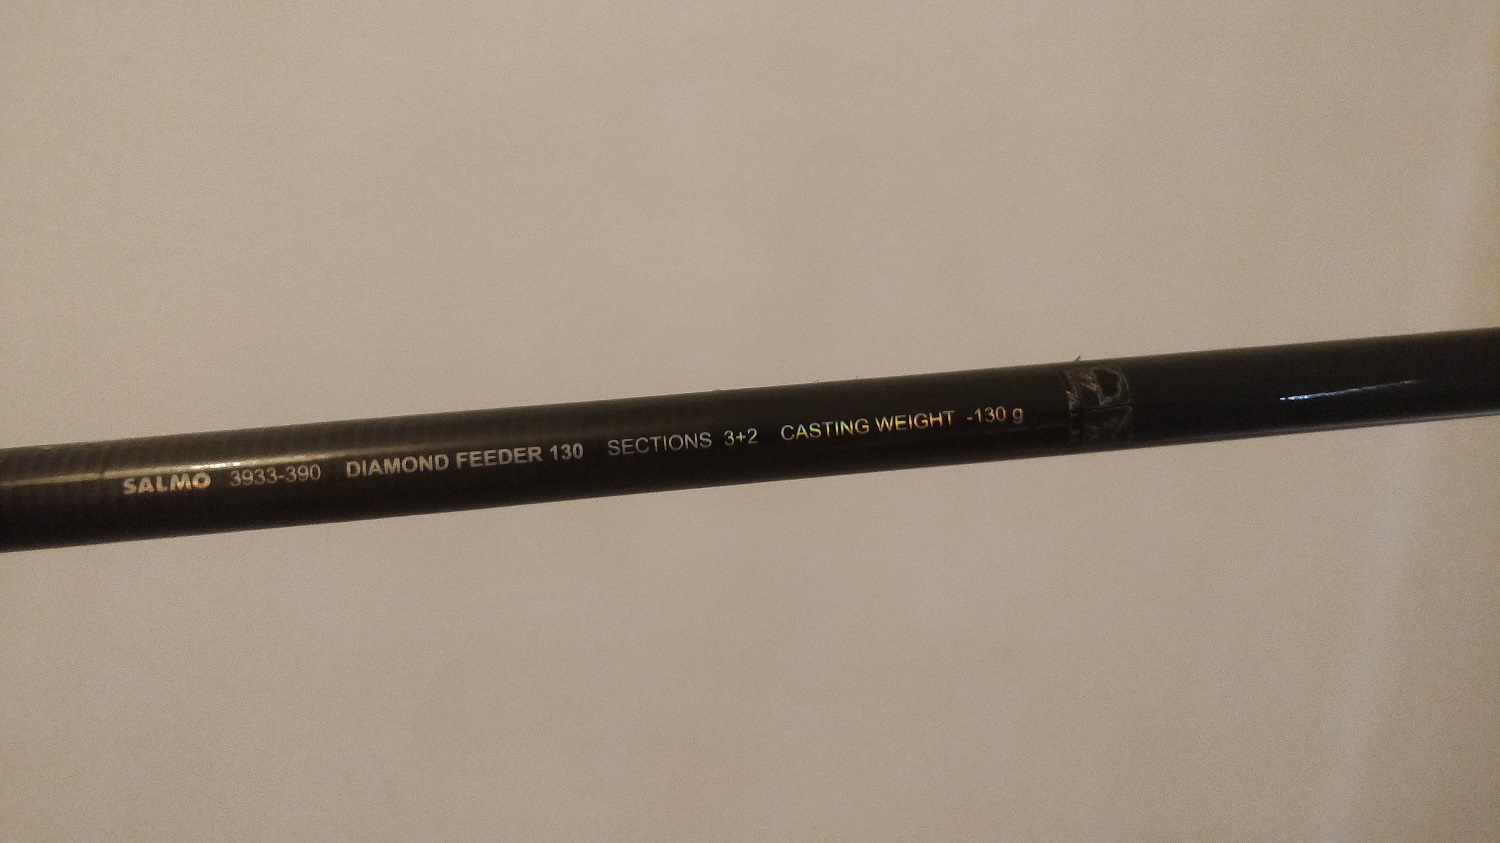 SALMO 3933-390 DIAMOND FEEDER 130 SECTIONS 3+2 CASTING WEIGHT -130 g